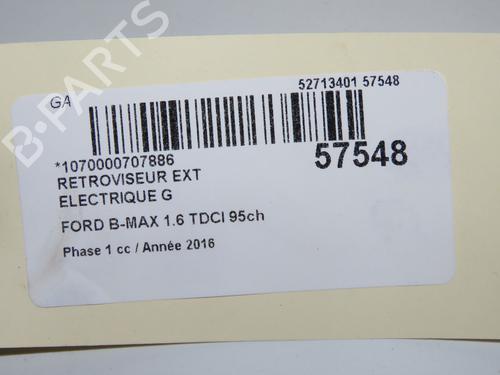 GA
52713401 57548
*1070000707886
57548
RETROVISEUR EXT
ELECTRIQUE G
FORD B-MAX 1.6 TDCI 95ch
Phase 1 cc / Année 2016
B-PARTS